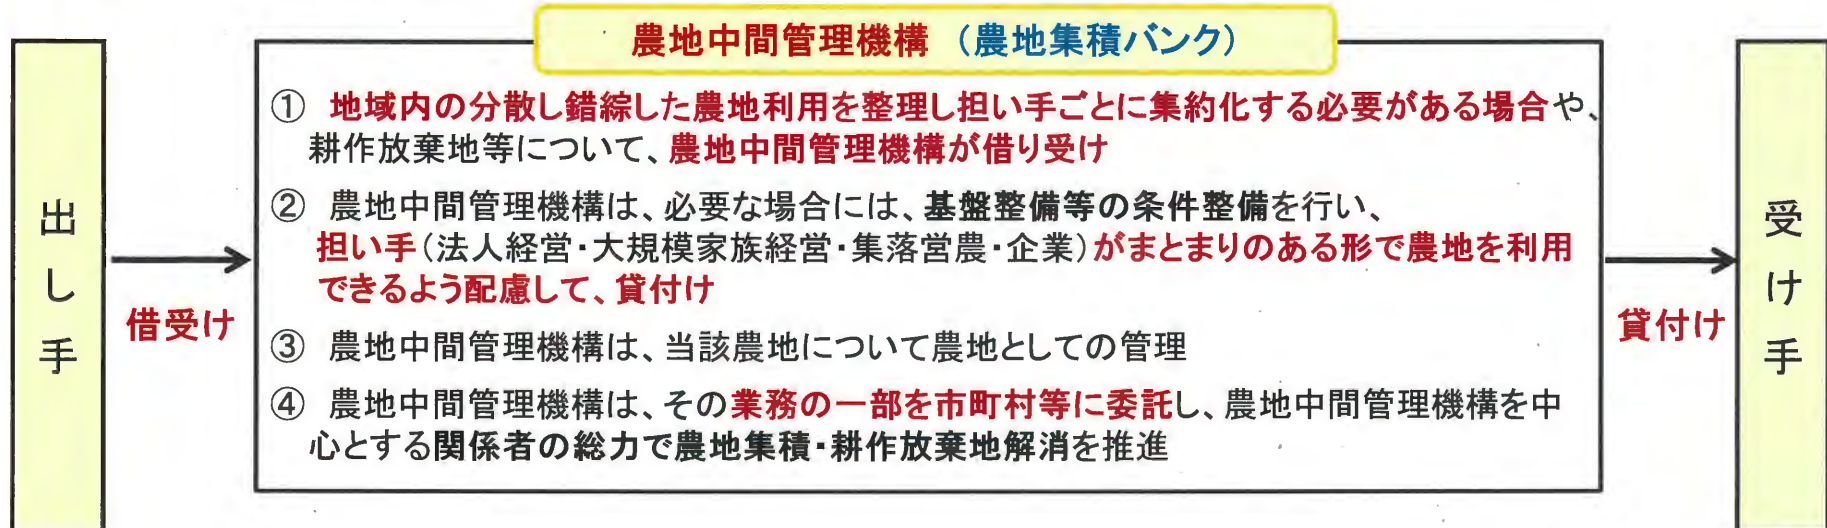 農地中間管理機構 (農地集積バンク)
出し手
借受け
① 地域内の分散し錯綜した農地利用を整理し担い手ごとに集約化する必要がある場合や、
耕作放棄地等について、農地中間管理機構が借り受け
② 農地中間管理機構は、必要な場合には、基盤整備等の条件整備を行い、
担い手(法人経営・大規模家族経営・集落営農・企業)がまとまりのある形で農地を利用
できるよう配慮して、貸付け
③ 農地中間管理機構は、当該農地について農地としての管理
④ 農地中間管理機構は、その業務の一部を市町村等に委託し、農地中間管理機構を中
心とする関係者の総力で農地集積・耕作放棄地解消を推進
貸付け
受け手